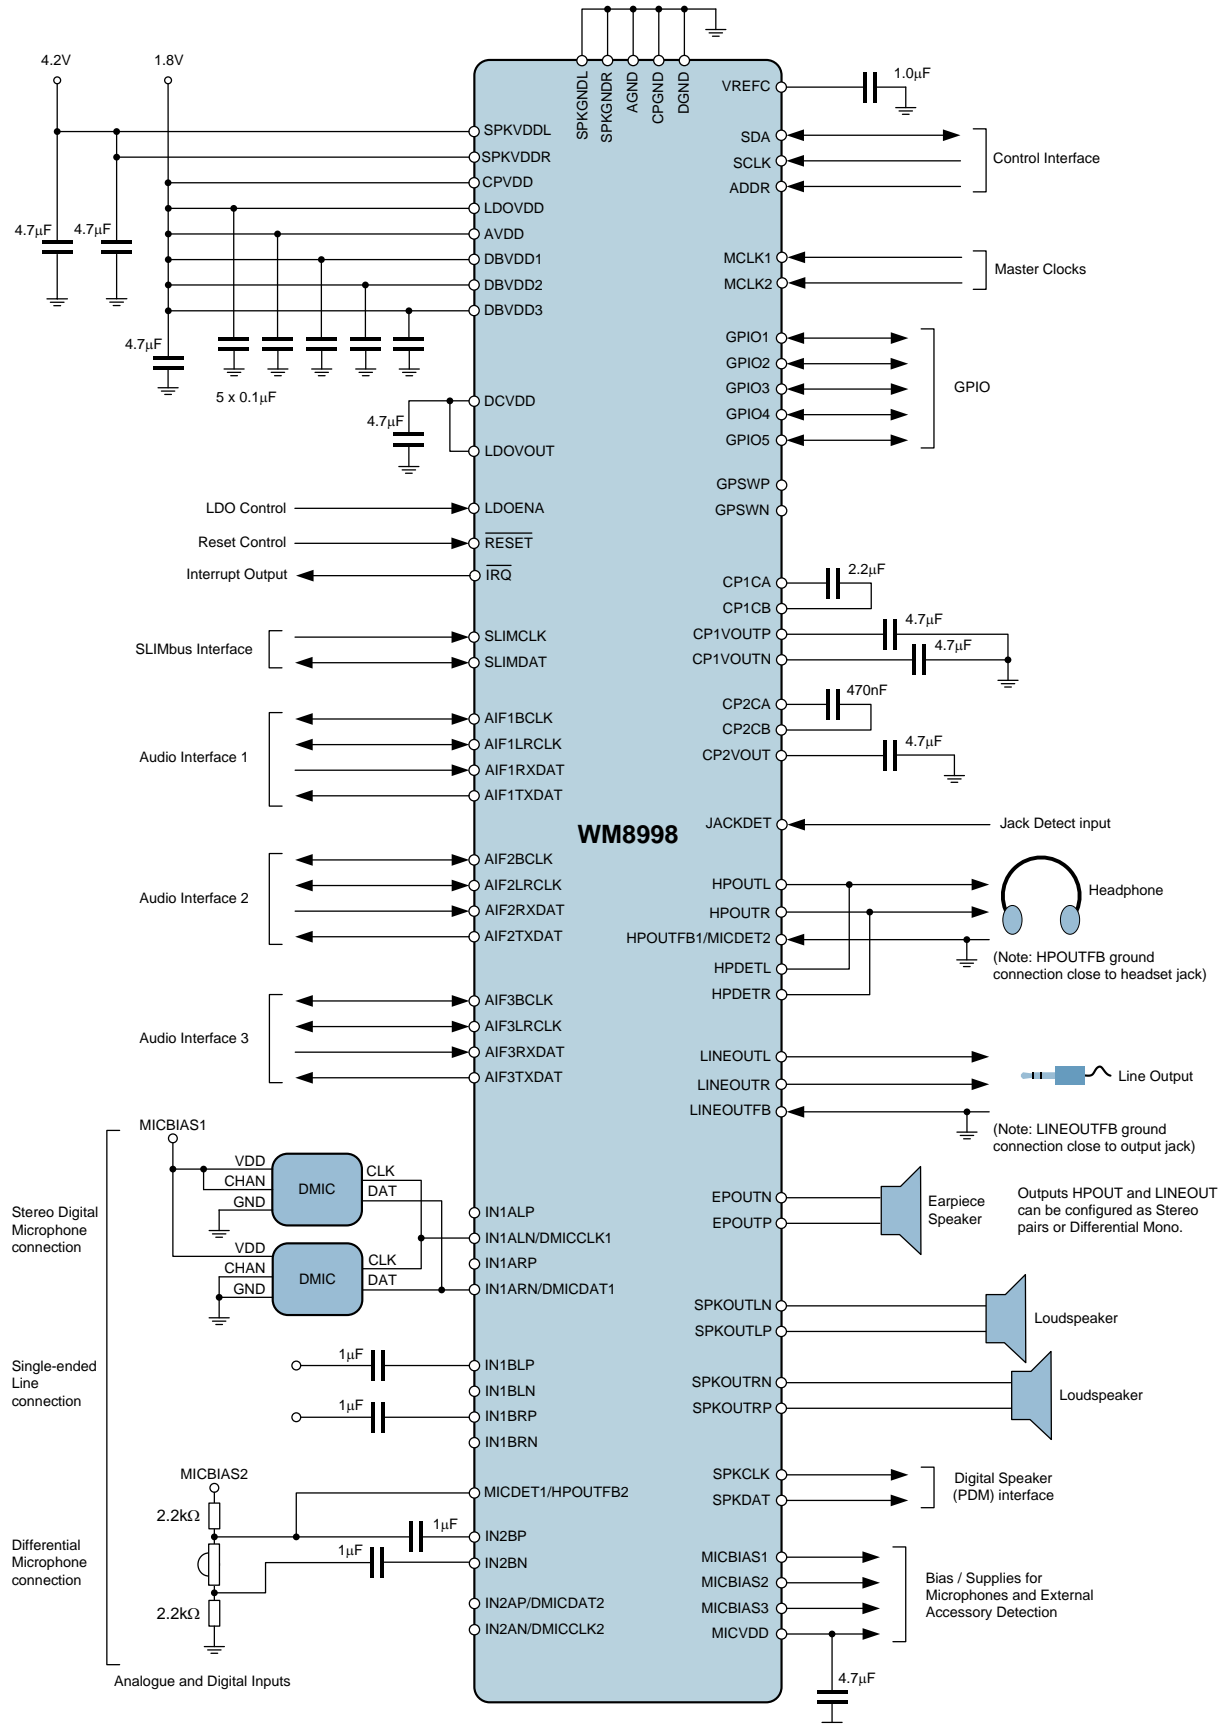 4.2V
1.8V
SPKGNDL
SPKGNDR
AGND
CPGND
DGND
SPKVDDL
SPKVDDR
CPVDD
LDOVDD
AVDD
DBVDD1
DBVDD2
DBVDD3
4.7µF
4.7µF
4.7µF
5 x 0.1µF
DCVDD
4.7µF
LDOVOUT
LDO Control
LDOENA
Reset Control
RESET
Interrupt Output
IRQ
SLIMbus Interface
SLIMCLK
SLIMDAT
Audio Interface 1
AIF1BCLK
AIF1LRCLK
AIF1RXDAT
AIF1TXDAT
Audio Interface 2
AIF2BCLK
AIF2LRCLK
AIF2RXDAT
AIF2TXDAT
Audio Interface 3
AIF3BCLK
AIF3LRCLK
AIF3RXDAT
AIF3TXDAT
MICBIAS1
VDD
CHAN
GND
DMIC
CLK
DAT
Stereo Digital
Microphone
connection
VDD
CHAN
GND
DMIC
CLK
DAT
IN1ALP
IN1ALN/DMICCLK1
IN1ARP
IN1ARN/DMICDAT1
Single-ended
Line
connection
1µF
1µF
IN1BLP
IN1BLN
IN1BRP
IN1BRN
MICBIAS2
2.2kΩ
MICDET1/HPOUTFB2
1µF
IN2BP
1µF
IN2BN
Differential
Microphone
connection
2.2kΩ
IN2AP/DMICDAT2
IN2AN/DMICCLK2
Analogue and Digital Inputs
WM8998
VREFC
1.0µF
SDA
SCLK
ADDR
Control Interface
MCLK1
MCLK2
Master Clocks
GPIO1
GPIO2
GPIO3
GPIO4
GPIO5
GPIO
GPSWP
GPSWN
CP1CA
2.2µF
CP1CB
CP1VOUTP
4.7µF
CP1VOUTN
4.7µF
CP2CA
470nF
CP2CB
CP2VOUT
4.7µF
JACKDET
Jack Detect input
HPOUTL
HPOUTR
HPOUTFB1/MICDET2
HPDETL
HPDETR
Headphone
(Note: HPOUTFB ground
connection close to headset jack)
LINEOUTL
LINEOUTR
LINEOUTFB
Line Output
(Note: LINEOUTFB ground
connection close to output jack)
EPOUTN
EPOUTP
Earpiece
Speaker
Outputs HPOUT and LINEOUT
can be configured as Stereo
pairs or Differential Mono.
SPKOUTLN
SPKOUTLP
Loudspeaker
SPKOUTRN
SPKOUTRP
Loudspeaker
SPKCLK
SPKDAT
Digital Speaker
(PDM) interface
MICBIAS1
MICBIAS2
MICBIAS3
MICVDD
Bias / Supplies for
Microphones and External
Accessory Detection
4.7µF